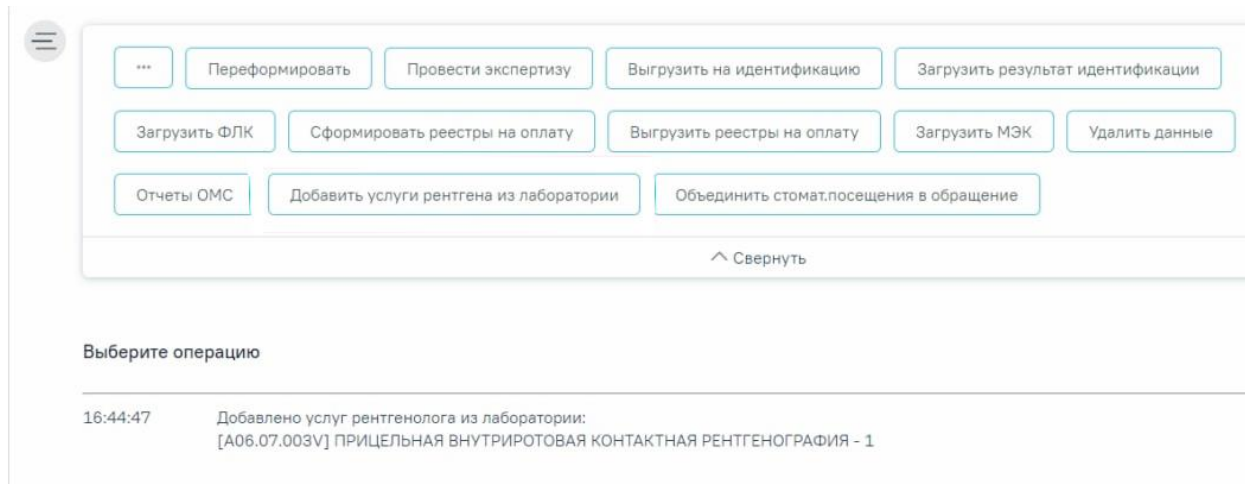 ... Переформировать Провести экспертизу Выгрузить на идентификацию Загрузить результат идентификации
Загрузить ФЛК Сформировать реестры на оплату Выгрузить реестры на оплату Загрузить МЭК Удалить данные
Отчеты ОМС Добавить услуги рентгена из лаборатории Объединить стомат.посещения в обращение
Свернуть
Выберите операцию
16:44:47 Добавлено услуг рентгенолога из лаборатории:
[A06.07.003V] ПРИЦЕЛЬНАЯ ВНУТРИРОТОВАЯ КОНТАКТНАЯ РЕНТГЕНОГРАФИЯ - 1